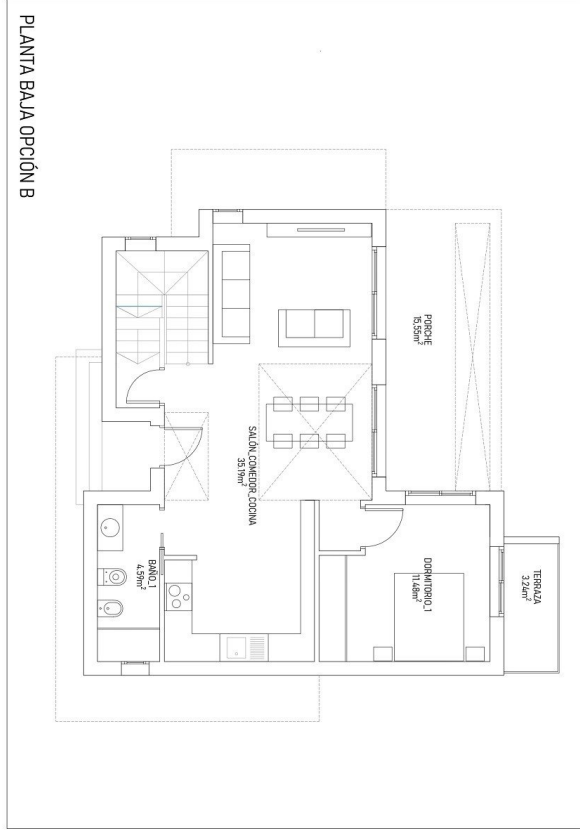 PLANTA BAJA OPCIÓN B
PORCHE
15,55m²
SALÓN_COMEDOR_COCINA
35.19m²
TERRAZA
3.24m²
DORMITORIO_1
11.48m²
BAÑO_1
4.59m²